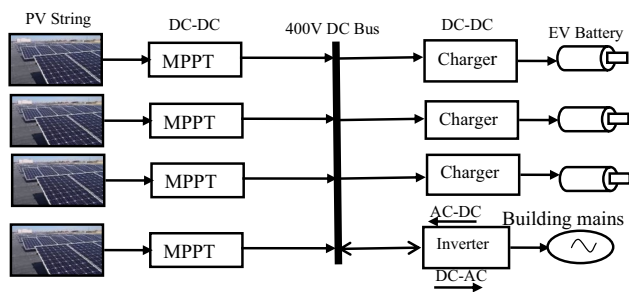 PV String
DC-DC
400V DC Bus
DC-DC
EV Battery
MPPT
Charger
MPPT
Charger
MPPT
Charger
AC-DC
Building mains
MPPT
Inverter
DC-AC